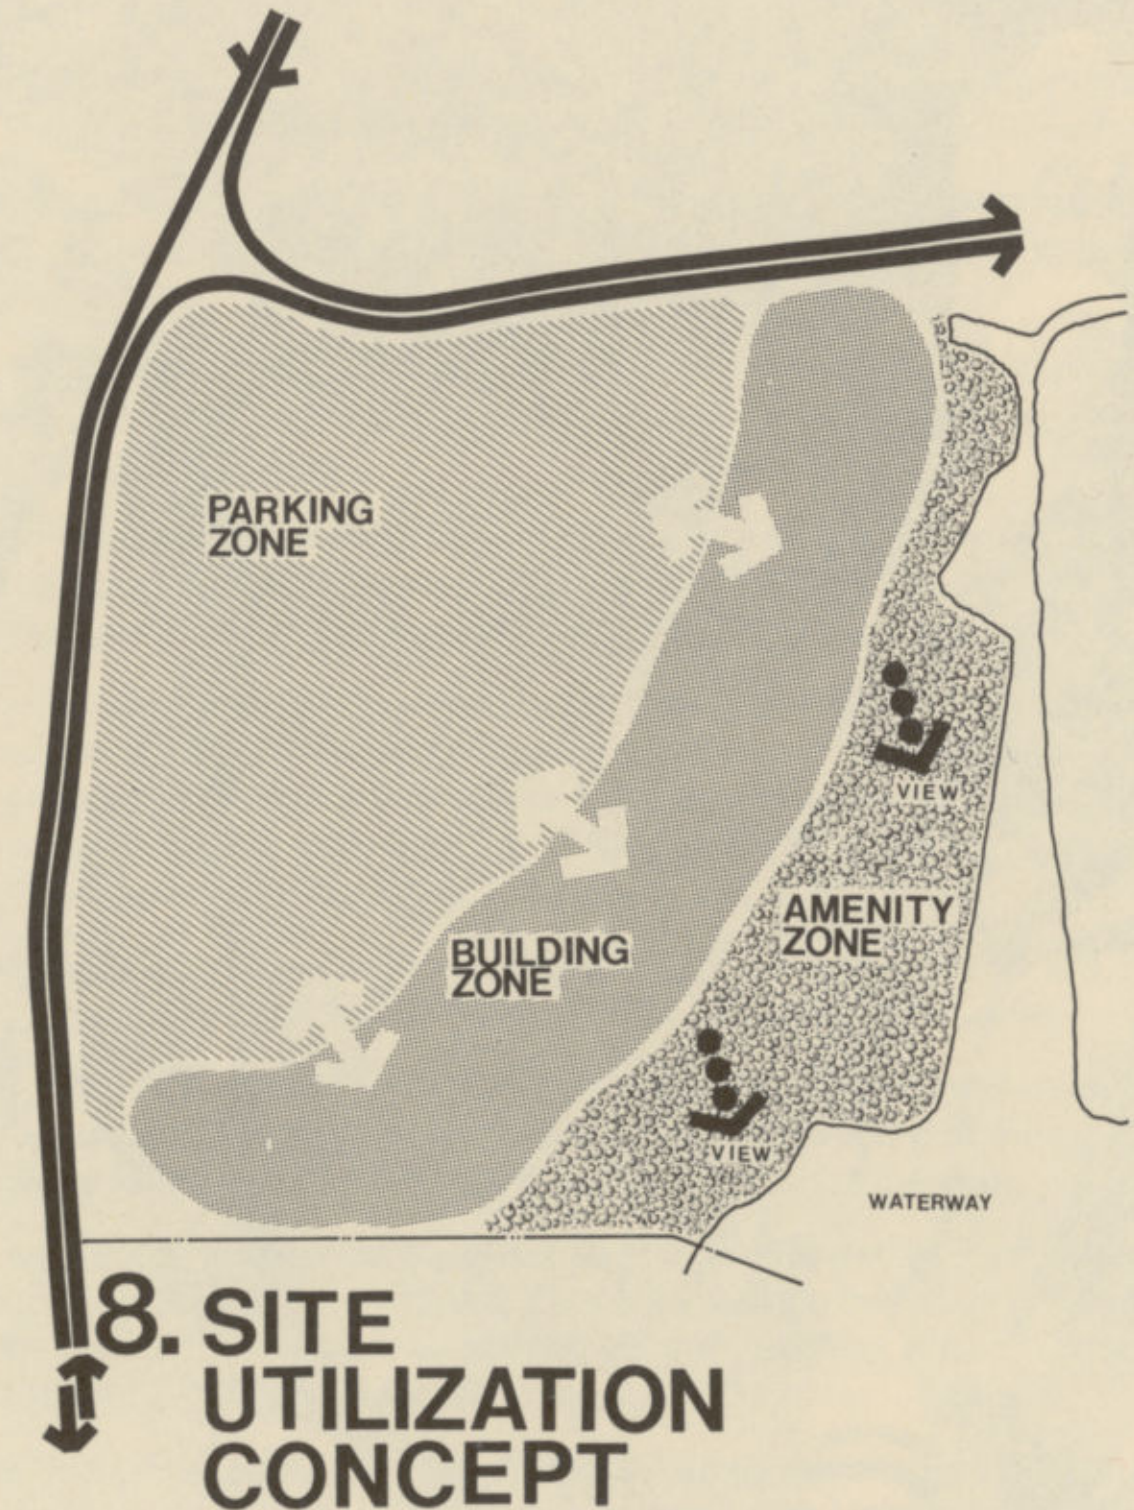 PARKING
ZONE
VIEW
AMENITY
ZONE
BUILDING
ZONE
VIEW
WATERWAY
8. SITE
UTILIZATION
CONCEPT